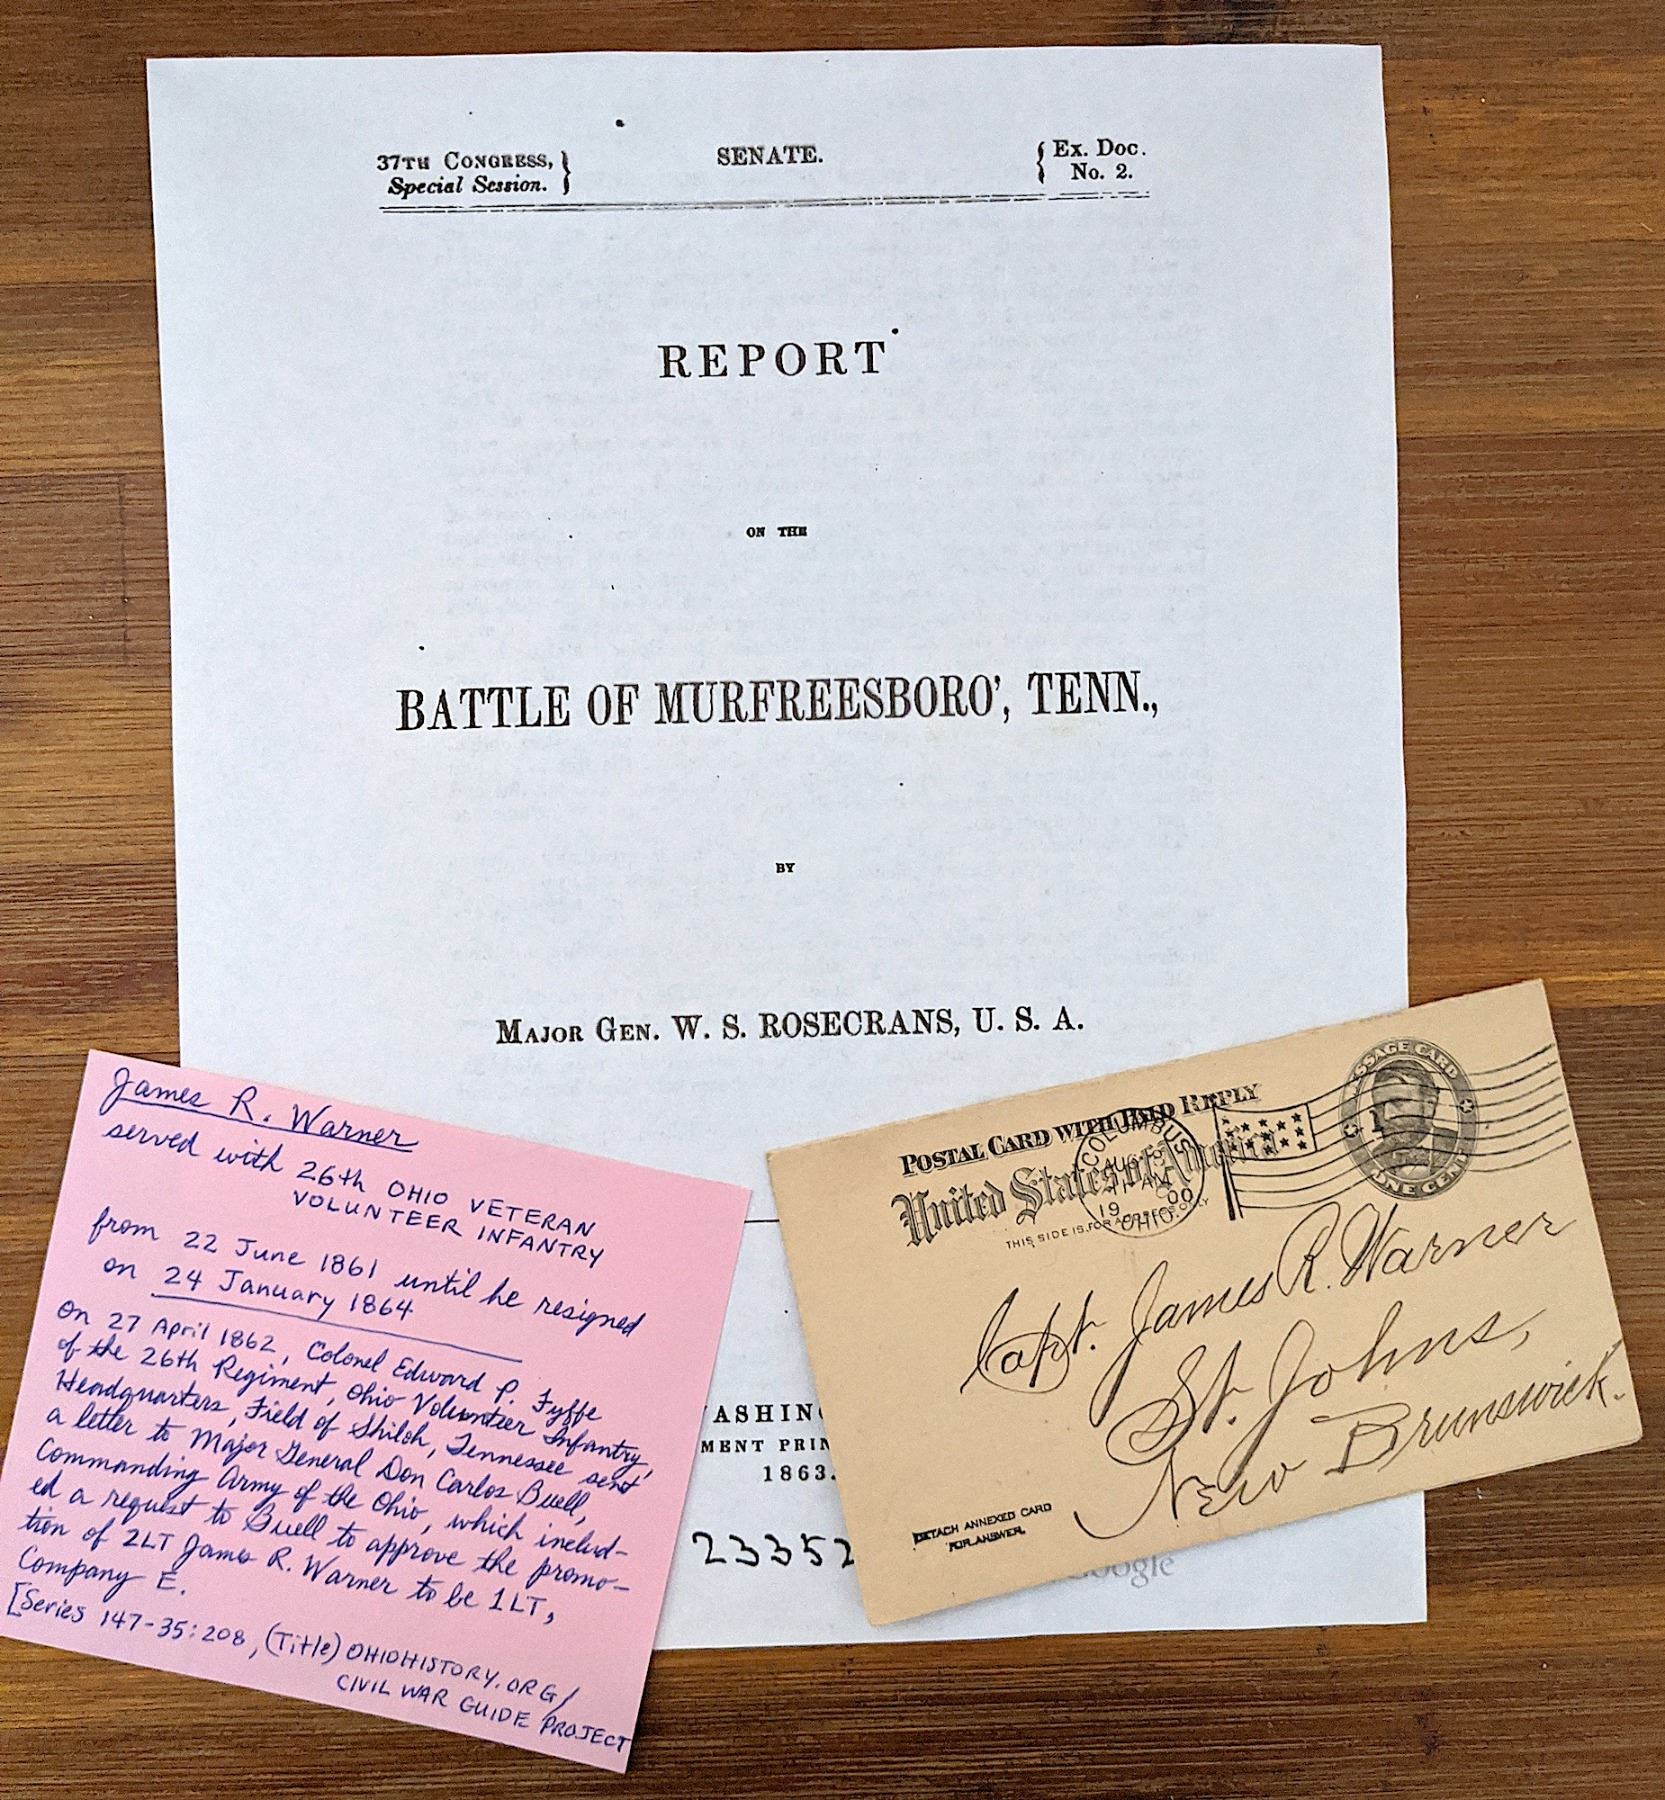 37TH CONGRESS,
Special Session.
SENATE.
Ex. Doc.
No. 2.
REPORT
ON THE
BATTLE OF MURFREESBORO', TENN.,
BY
MAJOR GEN. W. S. ROSECRANS, U. S. A.
1863.
23352
James R. Warner
served with 26th OHIO VETERAN
VOLUNTEER INFANTRY
from 22 June 1861 until he resigned
on 24 January 1864
On 27 April 1862, Colonel Edward P. Fyffe
of the 26th Regiment, Ohio Volunteer Infantry,
Headquarters, Field of Shiloh, Tennessee sent
a letter to Major General Don Carlos Buell,
Commanding Army of the Ohio, which includ-
ed a request to Buell to approve the promo-
tion of 2LT James R. Warner to be 1LT,
Company E.
[Series 147-35:208, (Title) OHIOHISTORY.ORG/
CIVIL WAR GUIDE PROJECT
POSTAL CARD WITH PAID REPLY
United States of America
THIS SIDE IS FOR
COLUMBUS
AUG
AM
19 00
OHIO.
MESSAGE CARD
ONE CENT
Capt. James R. Warner
St. Johns,
New Brunswick.
DETACH ANNEXED CARD
FOR ANSWER.
Google